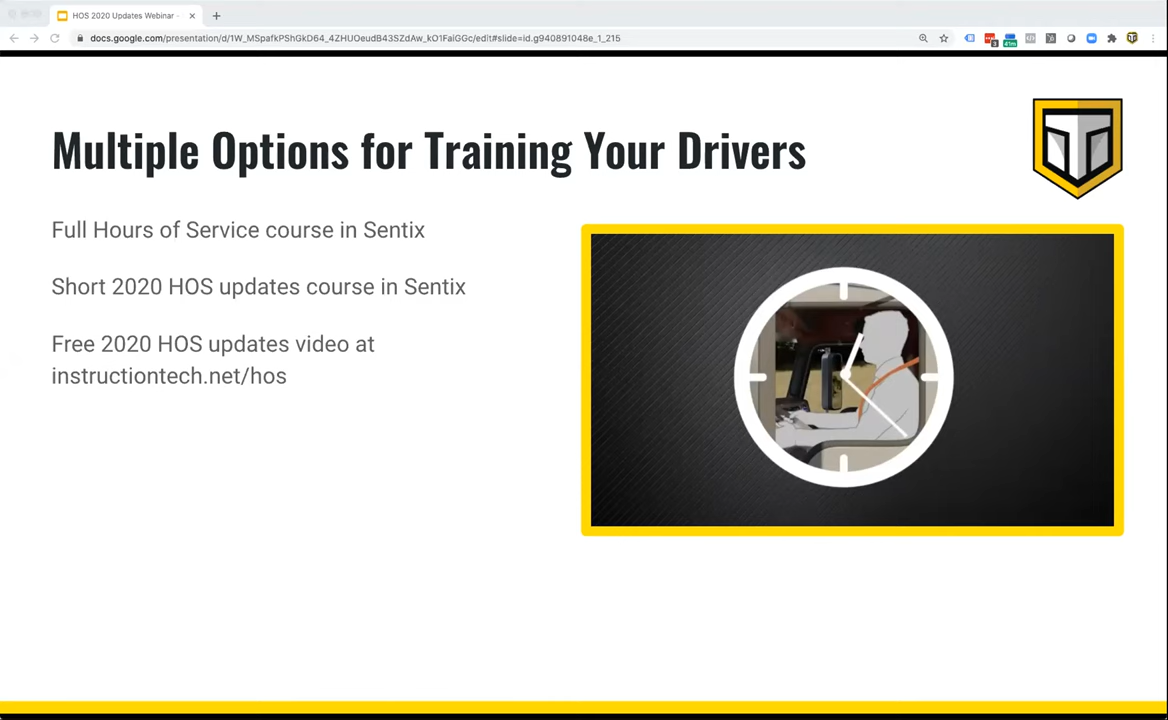 HOS 2020 Updates Webinar -
docs.google.com/presentation/d/1W_MSpafkPShGkD64_4ZHUOeudB43SZdAw_kO1FaiGGc/edit#slide=id.g940891048e_1_215
Multiple Options for Training Your Drivers
Full Hours of Service course in Sentix
Short 2020 HOS updates course in Sentix
Free 2020 HOS updates video at
instructiontech.net/hos